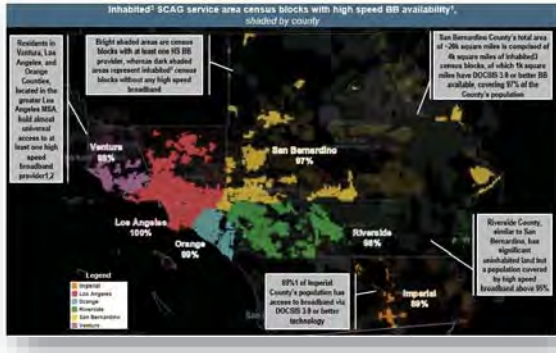 Inhabited³ SCAG service area census blocks with high speed BB availability¹,
shaded by county
Residents in
Ventura, Los
Angeles, and
Orange
Counties,
located in the
greater Los
Angeles MSA,
hold almost
universal
access to at
least one high
speed
broadband
provider1,2
Bright shaded areas are census
blocks with at least one HS BB
provider, whereas dark shaded
areas represent inhabited³ census
blocks without any high speed
broadband
San Bernardino County's total area
of ~20k square miles is comprised of
4k square miles of inhabited3
census blocks, of which 1k square
miles have DOCSIS 3.0 or better BB
available, covering 97% of the
County's population
Ventura
San Bernardino
97%
Los Angeles
100%
Orange
99%
Riverside
Imperial
89%
Riverside County,
similar to San
Bernardino, has
significant
uninhabited land but
a population covered
by high speed
broadband above 95%
of Imperial
County's population has
access to broadband via
DOCSIS 3.0 or better
technology
Legend
Imperial
Los Angeles
Orange
Riverside
San Bernardino
Ventura